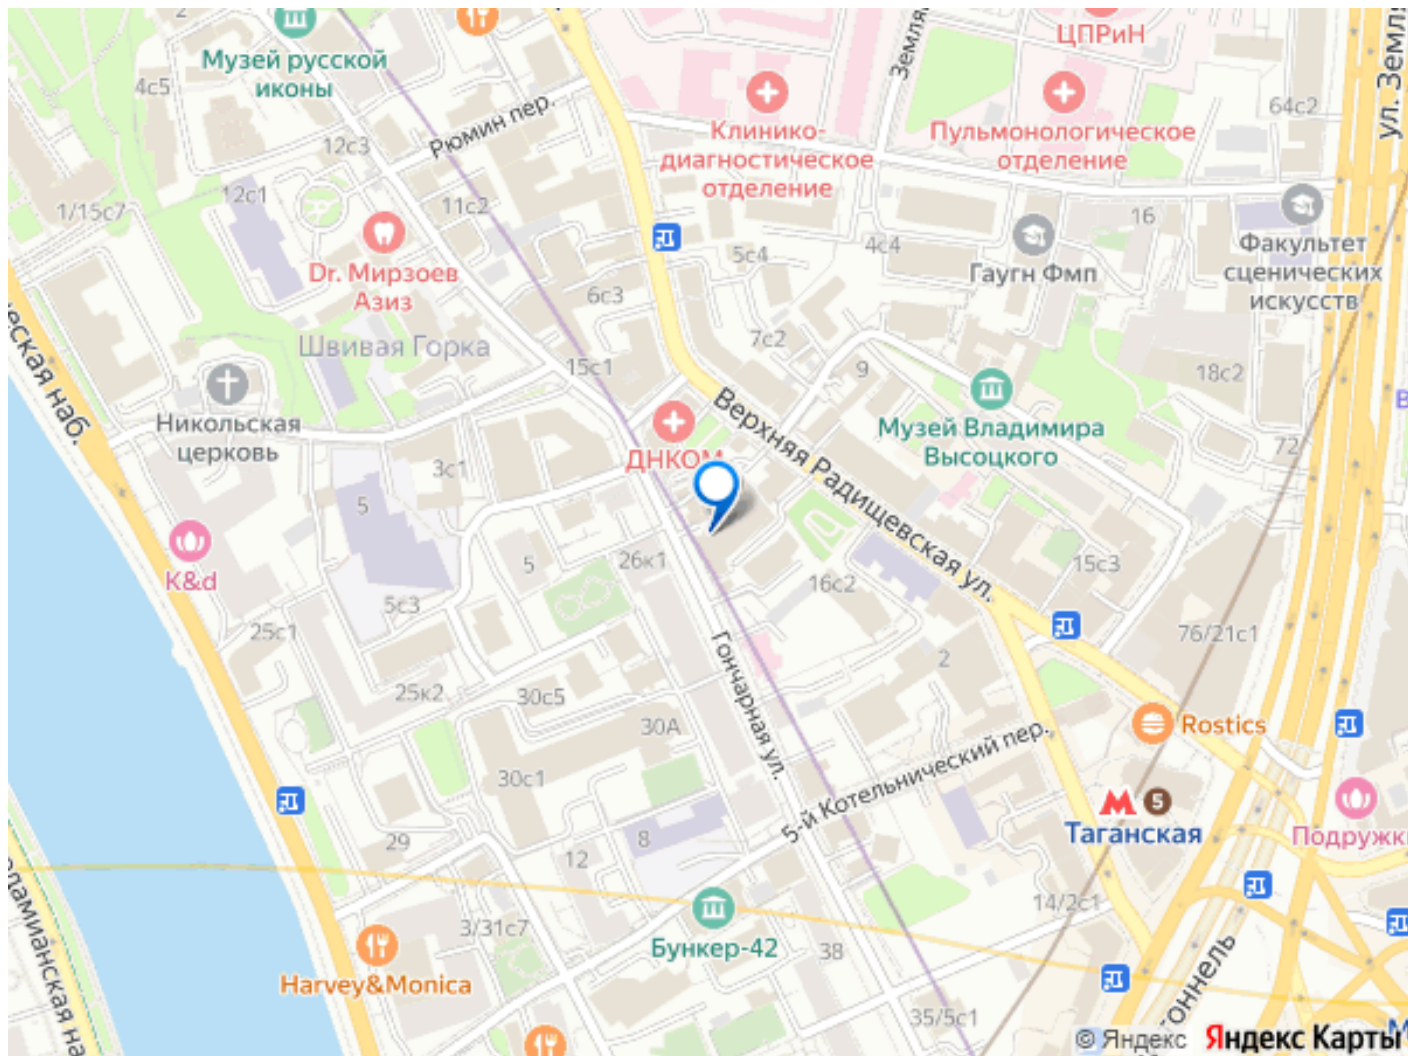 2
Музей русской
иконы
4с5
Рюмин пер.
12с3
12с1
1/15с7
11с2
Dr. Мирзоев
Азиз
Швивая Горка
Никольская
церковь
ЦПРиН
Клинико-
диагностическое
отделение
Пульмонологическое
отделение
64с2
16
Гаугн Фмп
Факультет
сценических
искусств
5с4
4с4
6с3
7с2
15с1
9
18с2
72
Музей Владимира
Высоцкого
Верхняя Радищевская ул.
ДНКОМ
3с1
5
K&d
5с3
5
26к1
16с2
15с3
76/21с1
25с1
25к2
30с5
30А
30с1
Гончарная ул.
2
5-й Котельнический пер.
Rostics
5
Таганская
Подружк
29
8
12
14/2с1
3/31с7
Бункер-42
38
Harvey&Monica
35/5с1
© Яндекс
Яндекс Карты